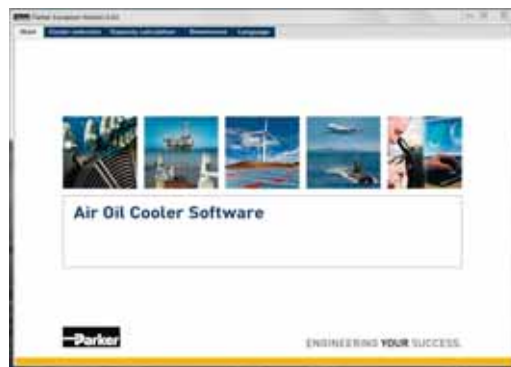 Start Cooler selection Capacity calculation Dimensions Language
Air Oil Cooler Software
Parker
ENGINEERING YOUR SUCCESS.